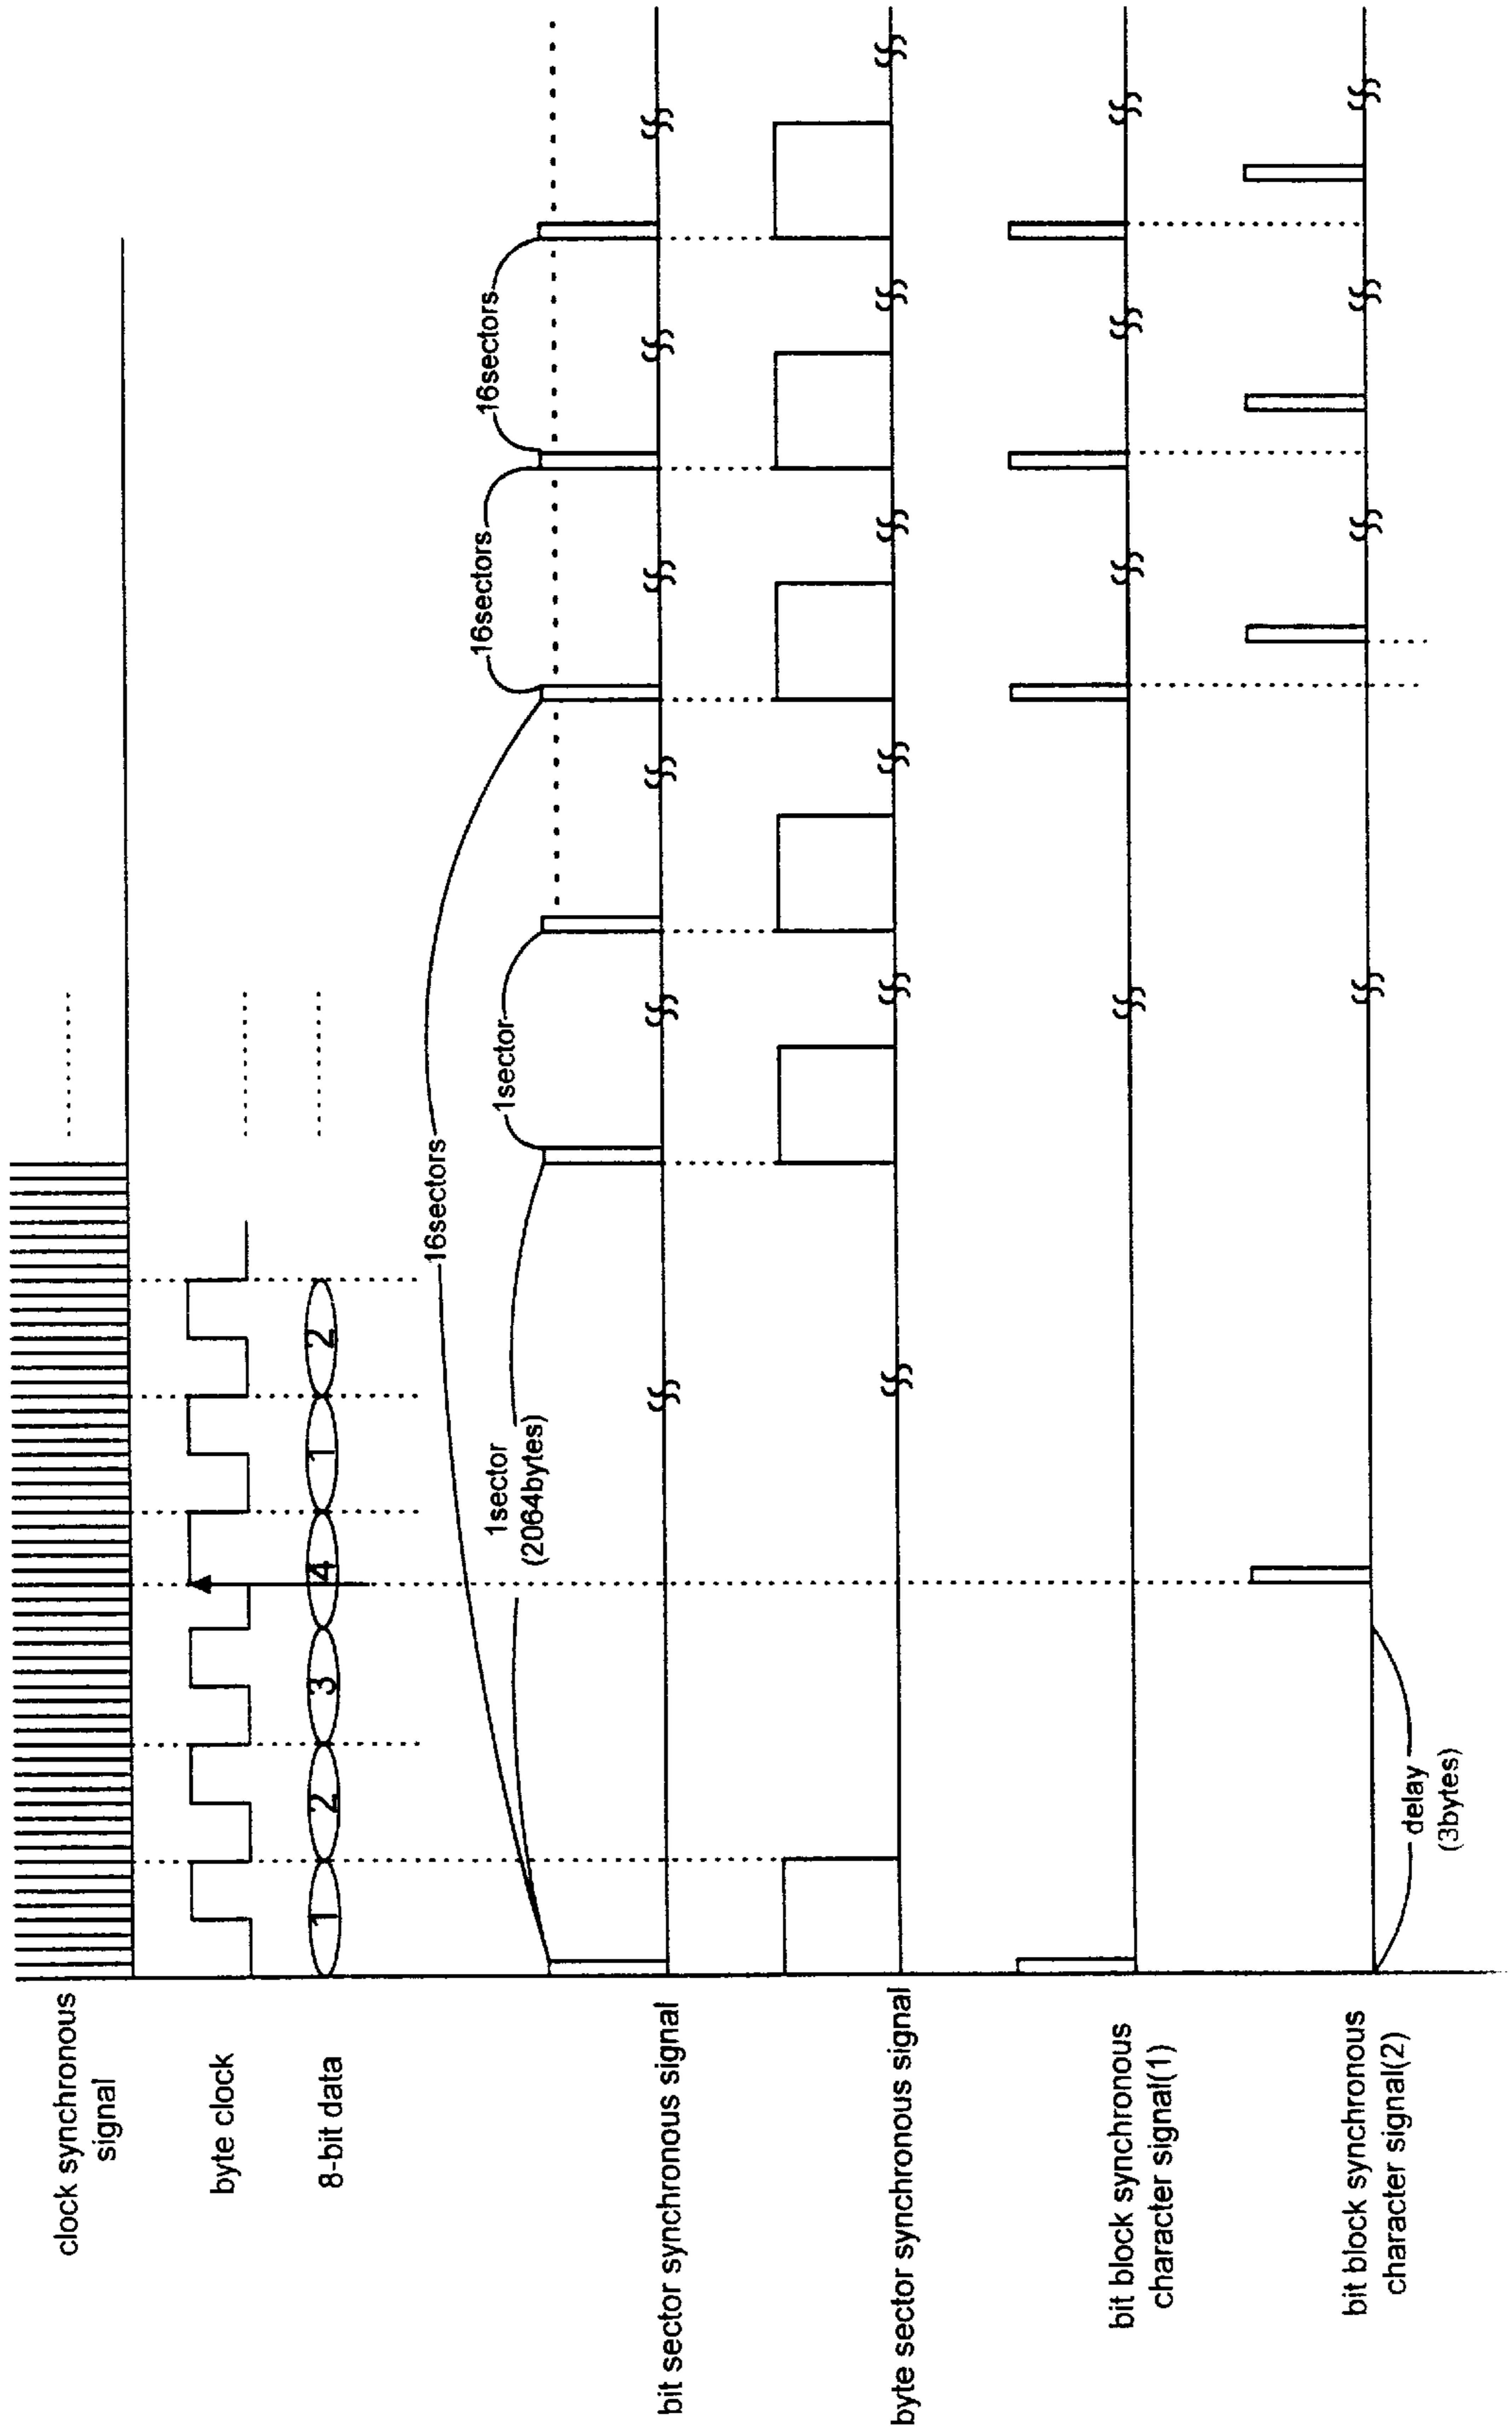 clock synchronous
signal
byte clock
8-bit data
1
2
3
4
1
2
16sectors
1sector
(2064bytes)
1sector
16sectors
16sectors
bit sector synchronous signal
byte sector synchronous signal
bit block synchronous
character signal(1)
bit block synchronous
character signal(2)
delay
(3bytes)